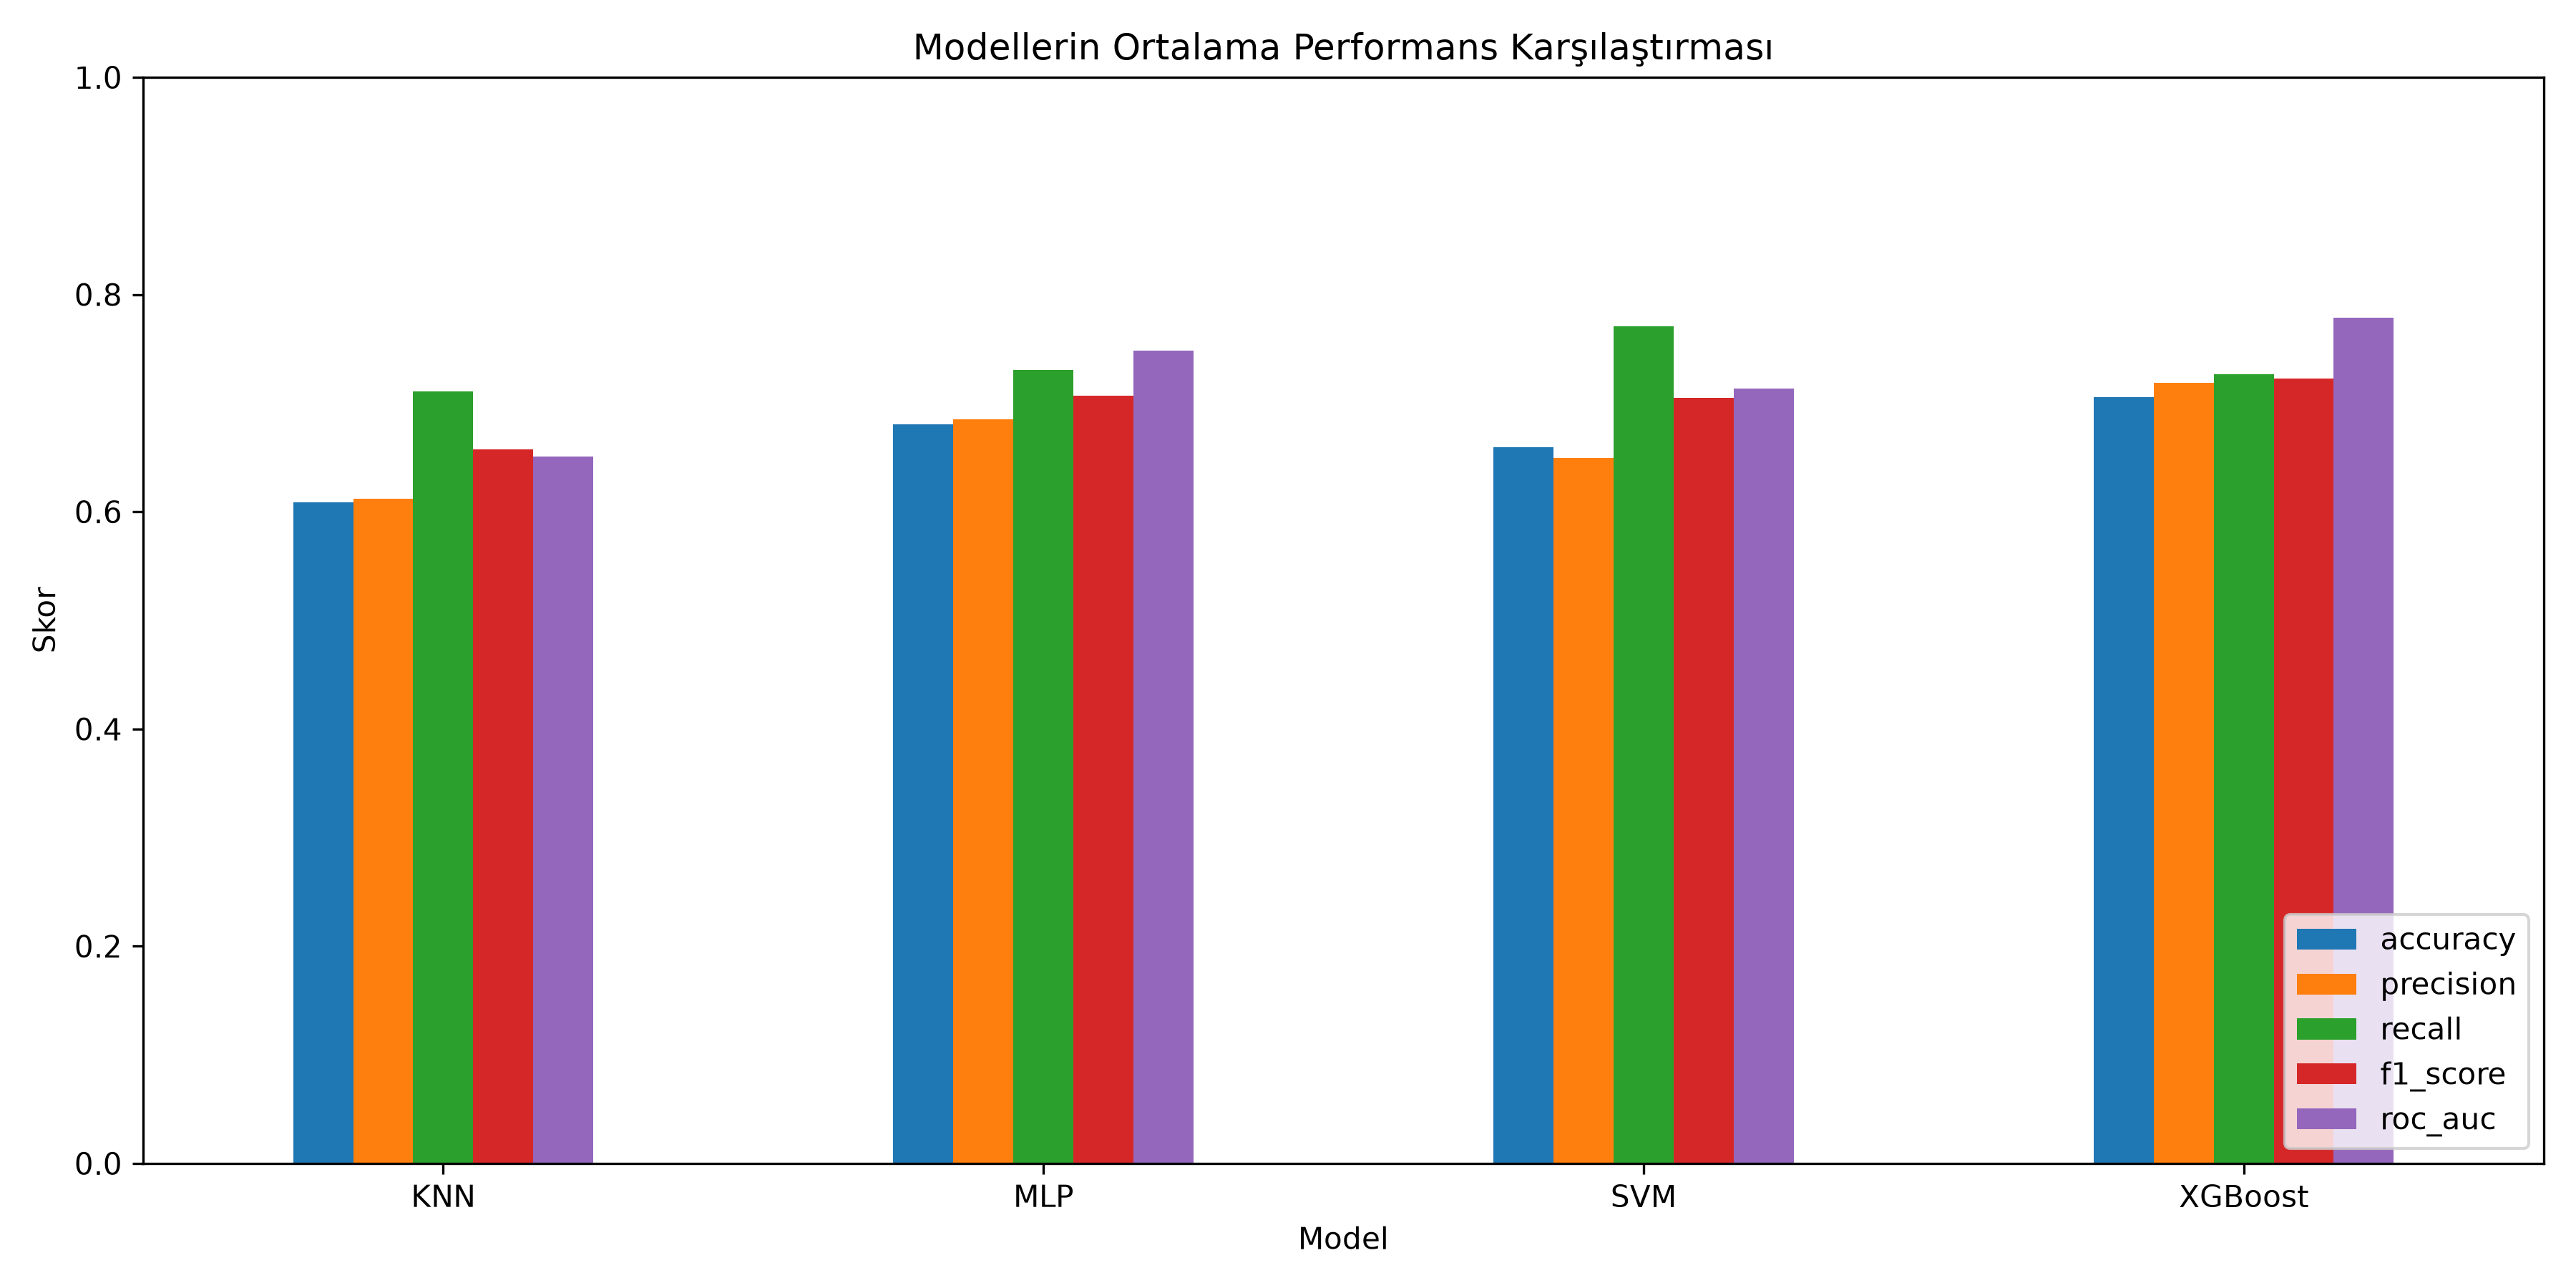 Modellerin Ortalama Performans Karşılaştırması
1.0
0.8
0.6
0.4
0.2
0.0
Skor
KNN
MLP
SVM
XGBoost
Model
accuracy
precision
recall
f1_score
roc_auc